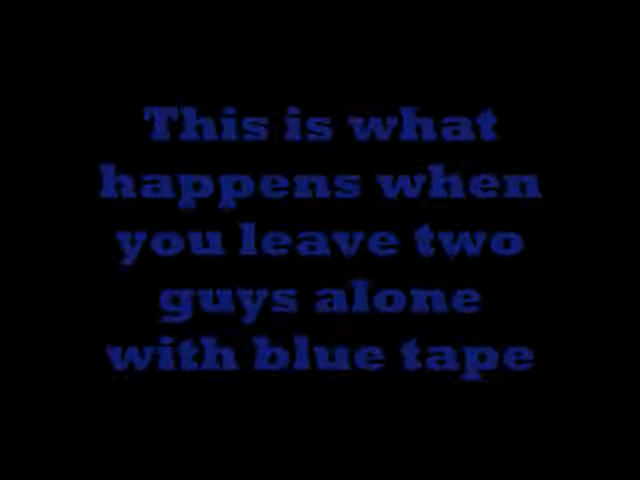 This is what
happens when
you leave two
guys alone
with blue tape